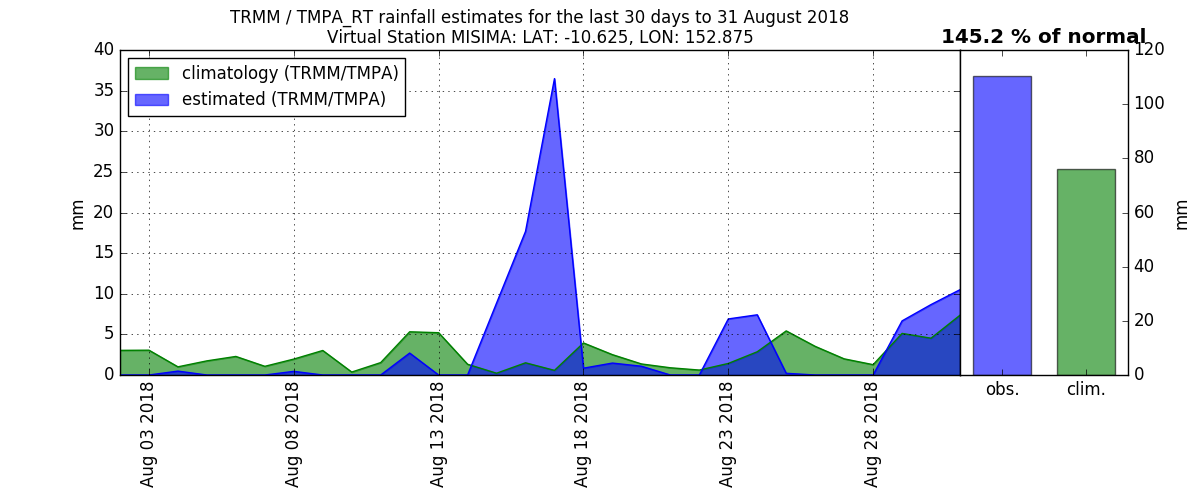 TRMM / TMPA_RT rainfall estimates for the last 30 days to 31 August 2018
Virtual Station MISIMA: LAT: -10.625, LON: 152.875
145.2 % of normal
climatology (TRMM/TMPA)
estimated (TRMM/TMPA)
mm
40
35
30
25
20
15
10
5
0
Aug 03 2018
Aug 08 2018
Aug 13 2018
Aug 18 2018
Aug 23 2018
Aug 28 2018
120
100
80
60
40
20
0
mm
obs.
clim.